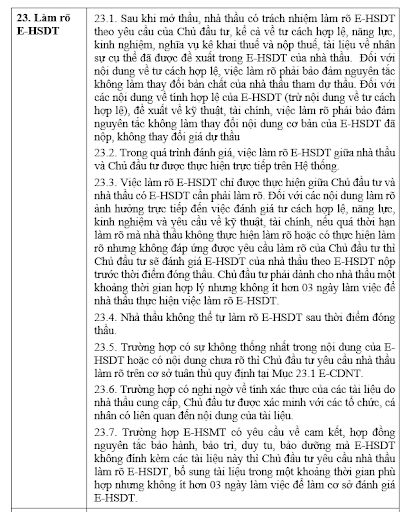 23. Làm rõ
E-HSDT
23.1. Sau khi mở thầu, nhà thầu có trách nhiệm làm rõ E-HSDT
theo yêu cầu của Chủ đầu tư, kể cả về tư cách hợp lệ, năng lực,
kinh nghiệm, nghĩa vụ kê khai thuế và nộp thuế, tài liệu về nhân
sự cụ thể đã được đề xuất trong E-HSDT của nhà thầu. Đối với
nội dung về tư cách hợp lệ, việc làm rõ phải bảo đảm nguyên tắc
không làm thay đổi bản chất của nhà thầu tham dự thầu. Đối với
các nội dung về tính hợp lệ của E-HSDT (trừ nội dung về tư cách
hợp lệ), đề xuất về kỹ thuật, tài chính, việc làm rõ phải bảo đảm
nguyên tắc không làm thay đổi nội dung cơ bản của E-HSDT đã
nộp, không thay đổi giá dự thầu
23.2. Trong quá trình đánh giá, việc làm rõ E-HSDT giữa nhà thầu
và Chủ đầu tư được thực hiện trực tiếp trên Hệ thống.
23.3. Việc làm rõ E-HSDT chỉ được thực hiện giữa Chủ đầu tư và
nhà thầu có E-HSDT cần phải làm rõ. Đối với các nội dung làm rõ
ảnh hưởng trực tiếp đến việc đánh giá tư cách hợp lệ, năng lực,
kinh nghiệm và yêu cầu về kỹ thuật, tài chính, nếu quá thời hạn
làm rõ mà nhà thầu không thực hiện làm rõ hoặc có thực hiện làm
rõ nhưng không đáp ứng được yêu cầu làm rõ của Chủ đầu tư thì
Chủ đầu tư sẽ đánh giá E-HSDT của nhà thầu theo E-HSDT nộp
trước thời điểm đóng thầu. Chủ đầu tư phải dành cho nhà thầu một
khoảng thời gian hợp lý nhưng không ít hơn 03 ngày làm việc để
nhà thầu thực hiện việc làm rõ E-HSDT.
23.4. Nhà thầu không thể tự làm rõ E-HSDT sau thời điểm đóng
thầu.
23.5. Trường hợp có sự không thống nhất trong nội dung của E-
HSDT hoặc có nội dung chưa rõ thì Chủ đầu tư yêu cầu nhà thầu
làm rõ trên cơ sở tuân thủ quy định tại Mục 23.1 E-CDNT.
23.6. Trường hợp có nghi ngờ về tính xác thực của các tài liệu do
nhà thầu cung cấp, Chủ đầu tư được xác minh với các tổ chức, cá
nhân có liên quan đến nội dung của tài liệu.
23.7. Trường hợp E-HSMT có yêu cầu về cam kết, hợp đồng
nguyên tắc bảo hành, bảo trì, duy tu, bảo dưỡng mà E-HSDT
không đính kèm các tài liệu này thì Chủ đầu tư yêu cầu nhà thầu
làm rõ E-HSDT, bổ sung tài liệu trong một khoảng thời gian phù
hợp nhưng không ít hơn 03 ngày làm việc để làm cơ sở đánh giá
E-HSDT.